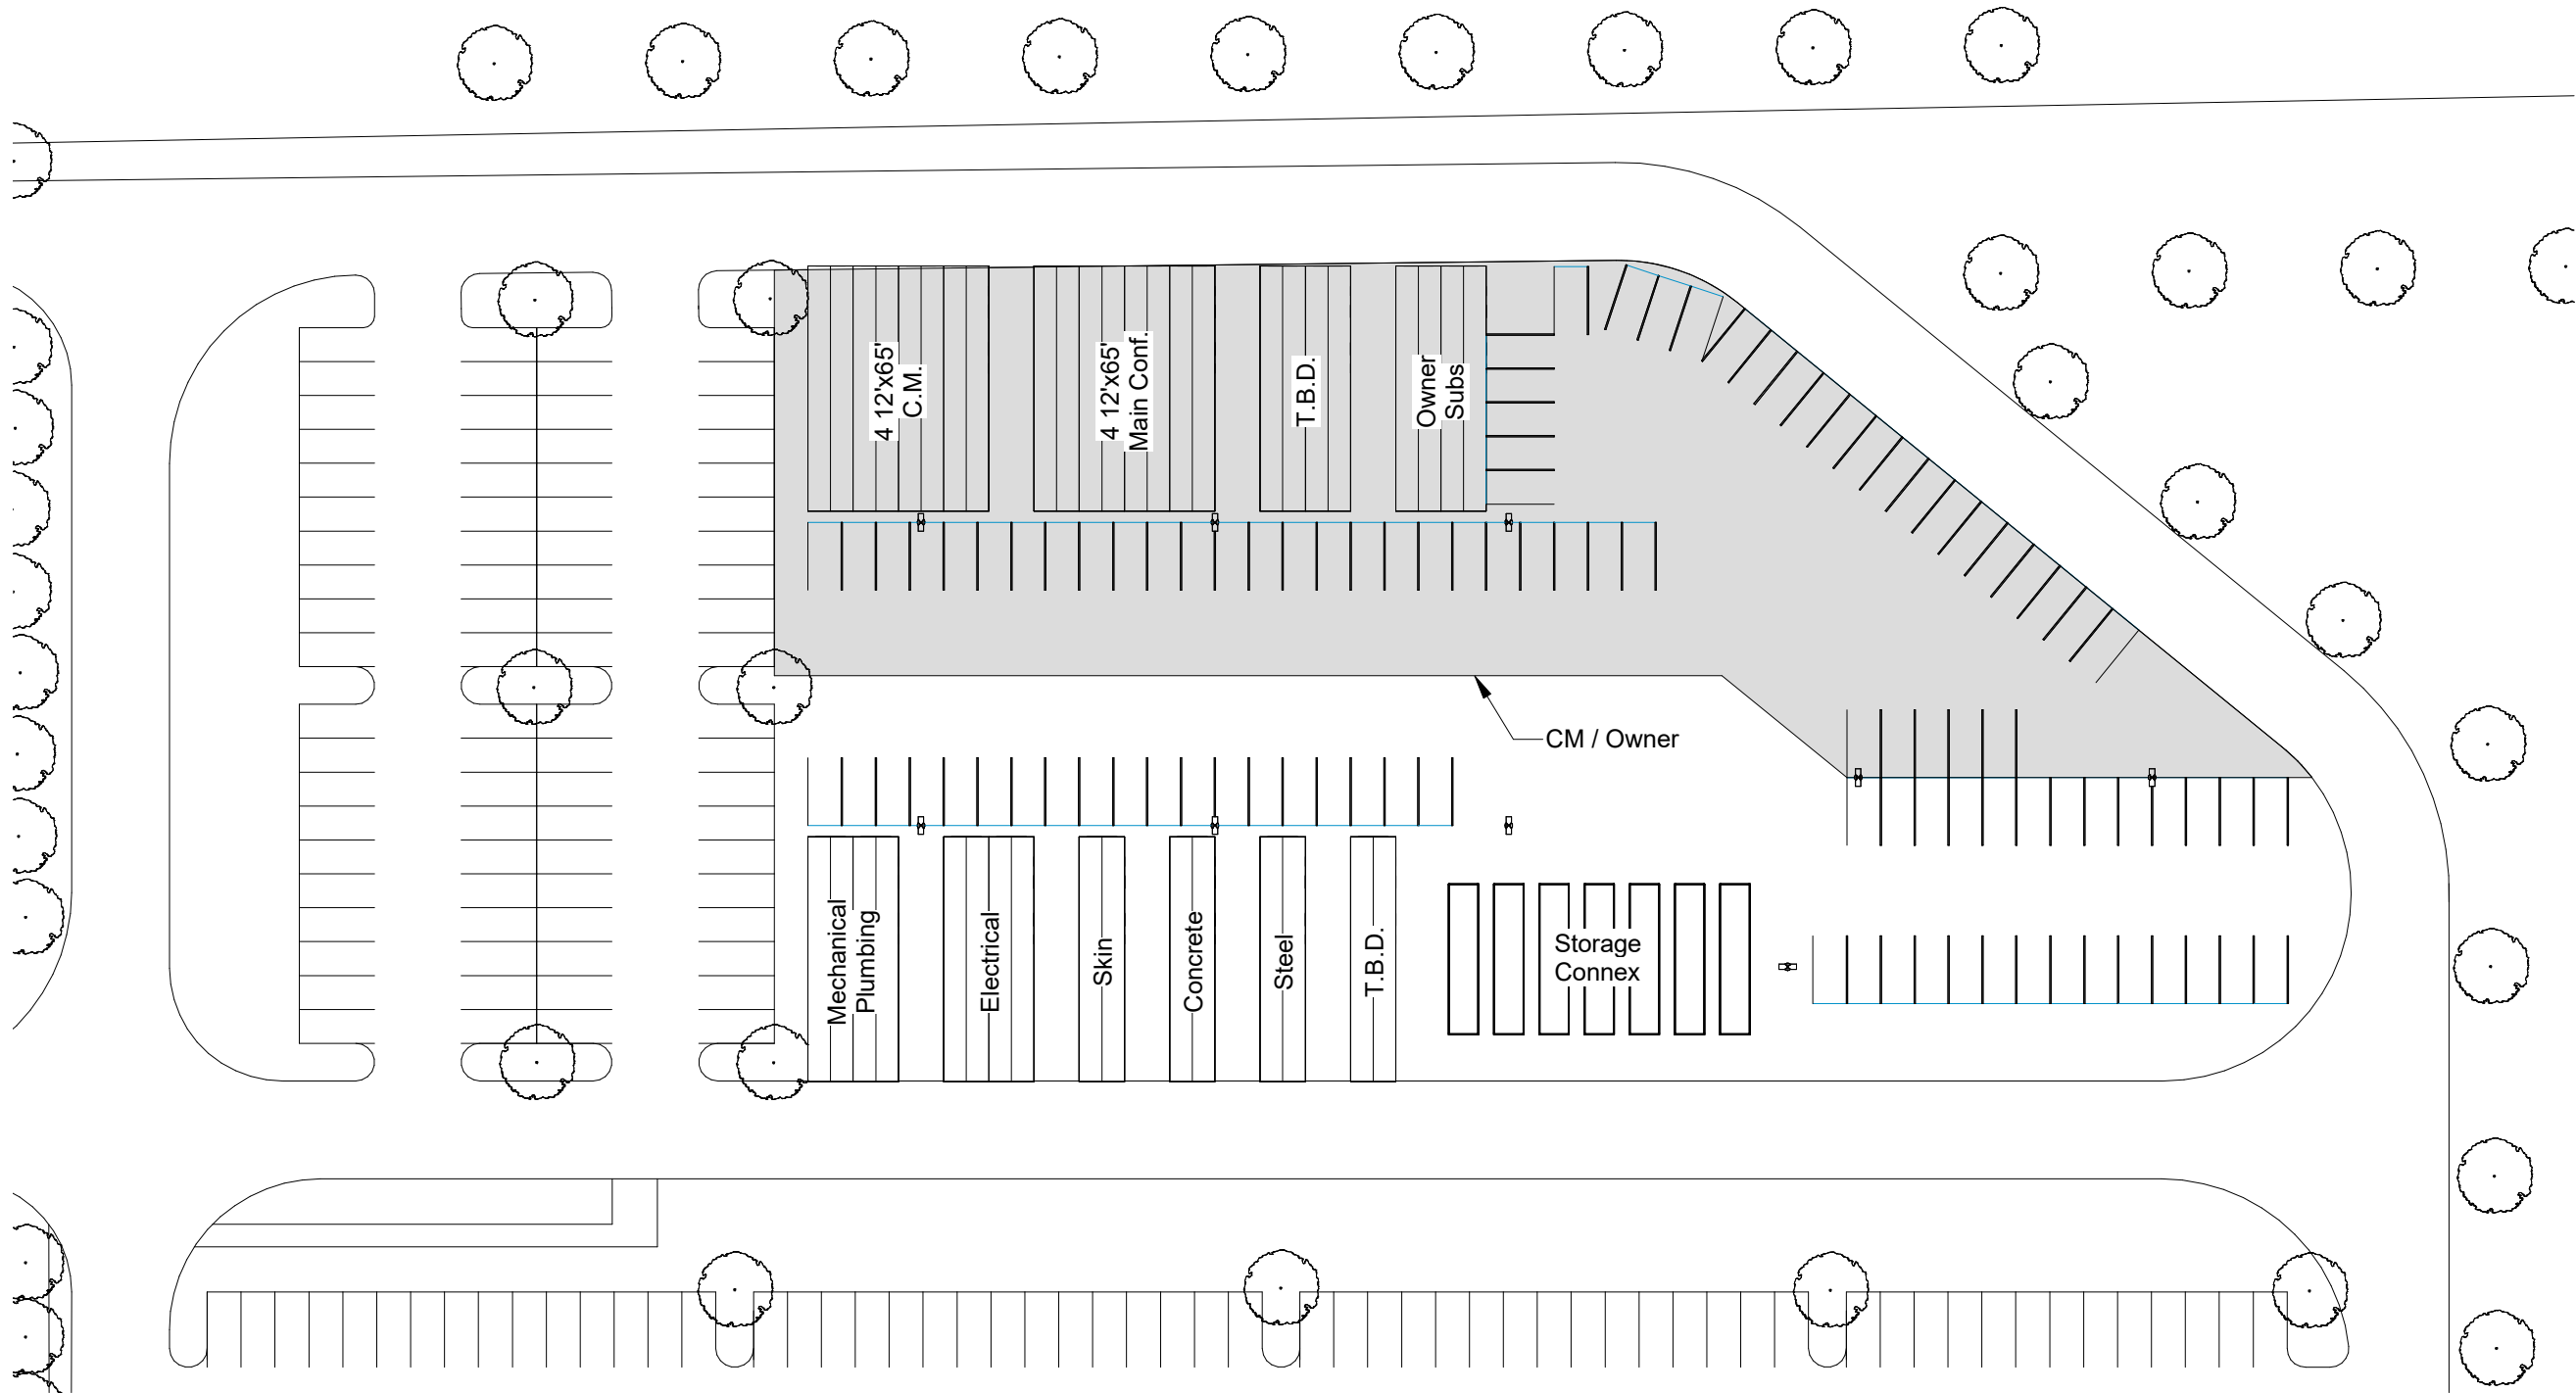 4 12'x65'
C.M.
4 12'x65'
Main Conf.
T.B.D.
Owner
Subs
CM / Owner
Mechanical
Plumbing
Electrical
Skin
Concrete
Steel
T.B.D.
Storage
Connex